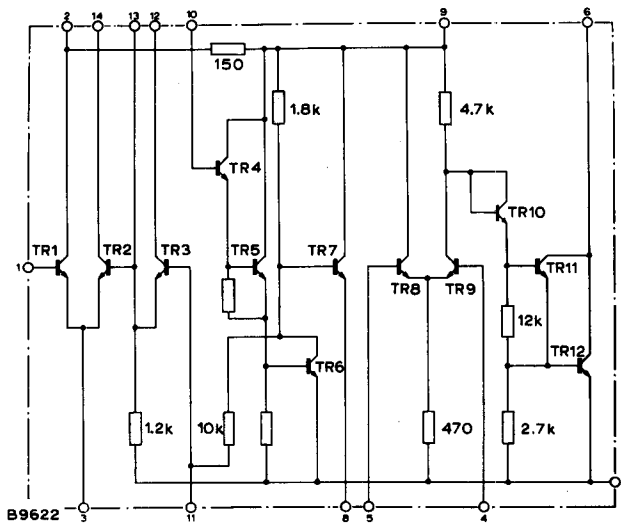 2 14 13 12 10 9 6
150
1.8k 4.7k
TR4
TR10
TR1 TR2 TR3 TR5 TR7 TR11
1
TR8 TR9
12k
TR12
TR6
1.2k 10k 470 2.7k
B9622
3 11 8 5 4